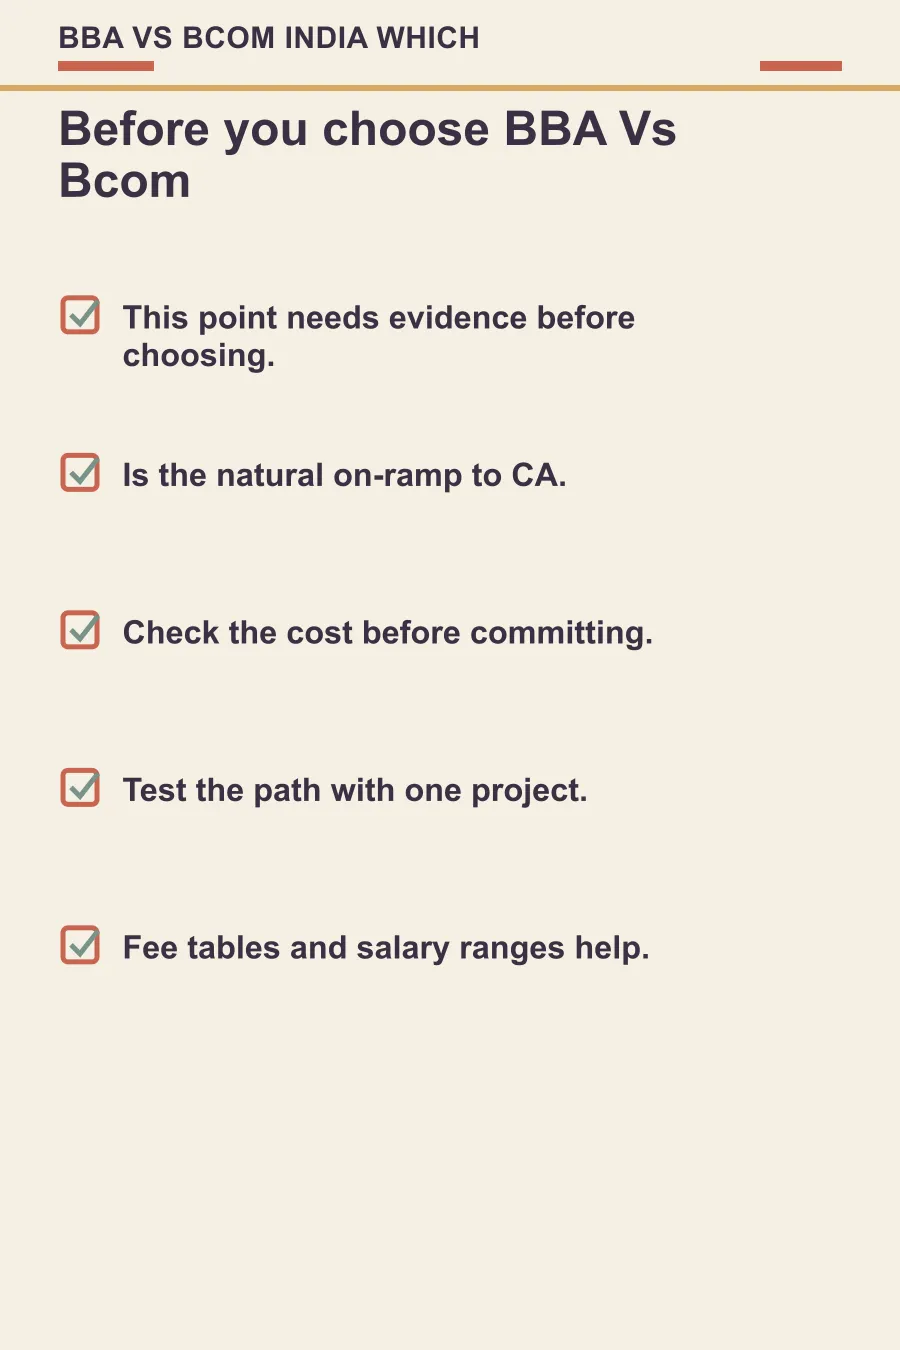 BBA VS BCOM INDIA WHICH
Before you choose BBA Vs
Bcom
This point needs evidence before
choosing.
Is the natural on-ramp to CA.
Check the cost before committing.
Test the path with one project.
Fee tables and salary ranges help.